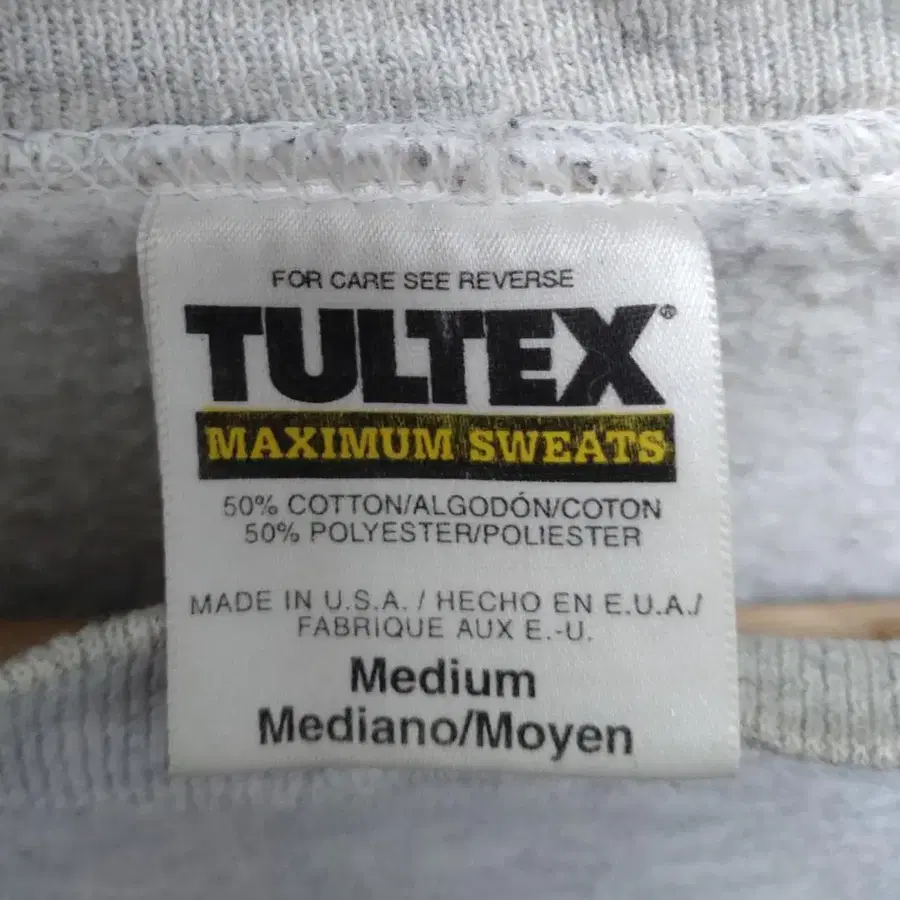 FOR CARE SEE REVERSE
TULTEX®
MAXIMUM SWEATS
50% COTTON/ALGODÓN/COTON
50% POLYESTER/POLIESTER
MADE IN U.S.A. / HECHO EN E.U.A./
FABRIQUE AUX E.-U.
Medium
Mediano/Moyen